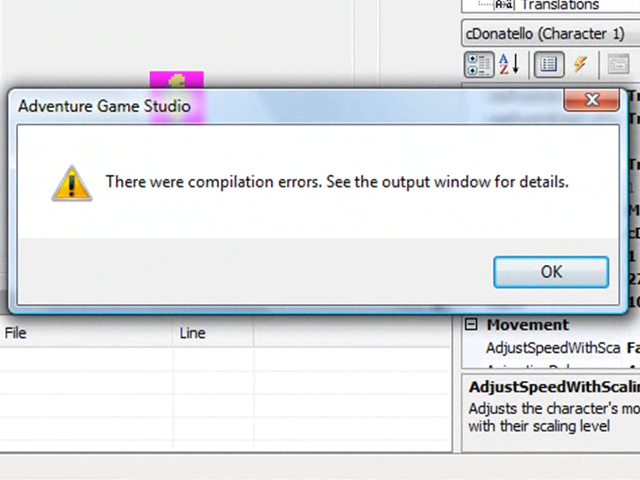 Translations
cDonatello (Character 1)
Adventure Game Studio
There were compilation errors. See the output window for details.
OK
File
Line
Movement
AdjustSpeedWithSca Fa
AdjustSpeedWithScalin
Adjusts the character's mo
with their scaling level